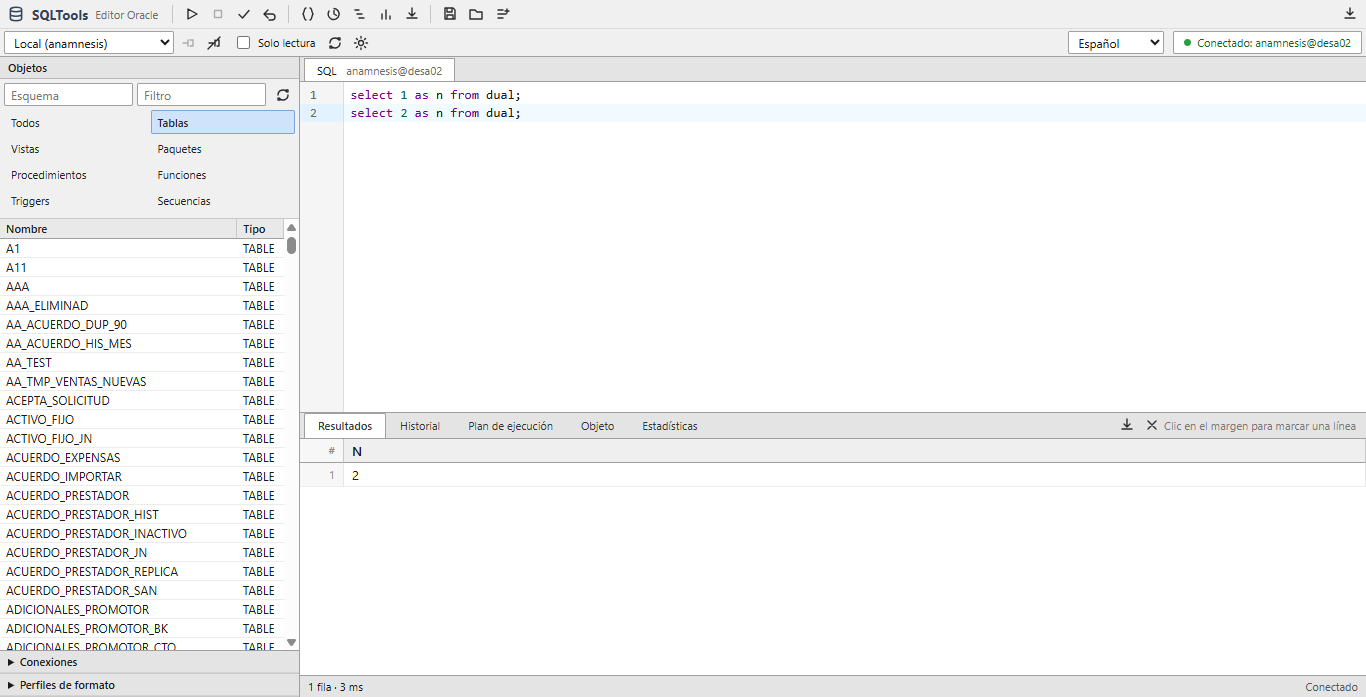 SQLTools Editor Oracle
Local (anamnesis) Solo lectura Español Conectado: anamnesis@desa02
Objetos
Esquema Filtro
Todos Tablas
Vistas Paquetes
Procedimientos Funciones
Triggers Secuencias
Nombre Tipo
A1 TABLE
A11 TABLE
AAA TABLE
AAA_ELIMINAD TABLE
AA_ACUERDO_DUP_90 TABLE
AA_ACUERDO_HIS_MES TABLE
AA_TEST TABLE
AA_TMP_VENTAS_NUEVAS TABLE
ACEPTA_SOLICITUD TABLE
ACTIVO_FIJO TABLE
ACTIVO_FIJO_JN TABLE
ACUERDO_EXPENSAS TABLE
ACUERDO_IMPORTAR TABLE
ACUERDO_PRESTADOR TABLE
ACUERDO_PRESTADOR_HIST TABLE
ACUERDO_PRESTADOR_INACTIVO TABLE
ACUERDO_PRESTADOR_JN TABLE
ACUERDO_PRESTADOR_REPLICA TABLE
ACUERDO_PRESTADOR_SAN TABLE
ADICIONALES_PROMOTOR TABLE
ADICIONALES_PROMOTOR_BK TABLE
ADICIONALES_PROMOTOR_CTO TABLE
Conexiones
Perfiles de formato
SQL anamnesis@desa02
1 select 1 as n from dual;
2 select 2 as n from dual;
Resultados Historial Plan de ejecución Objeto Estadísticas Clic en el margen para marcar una línea
# N
1 2
1 fila · 3 ms Conectado